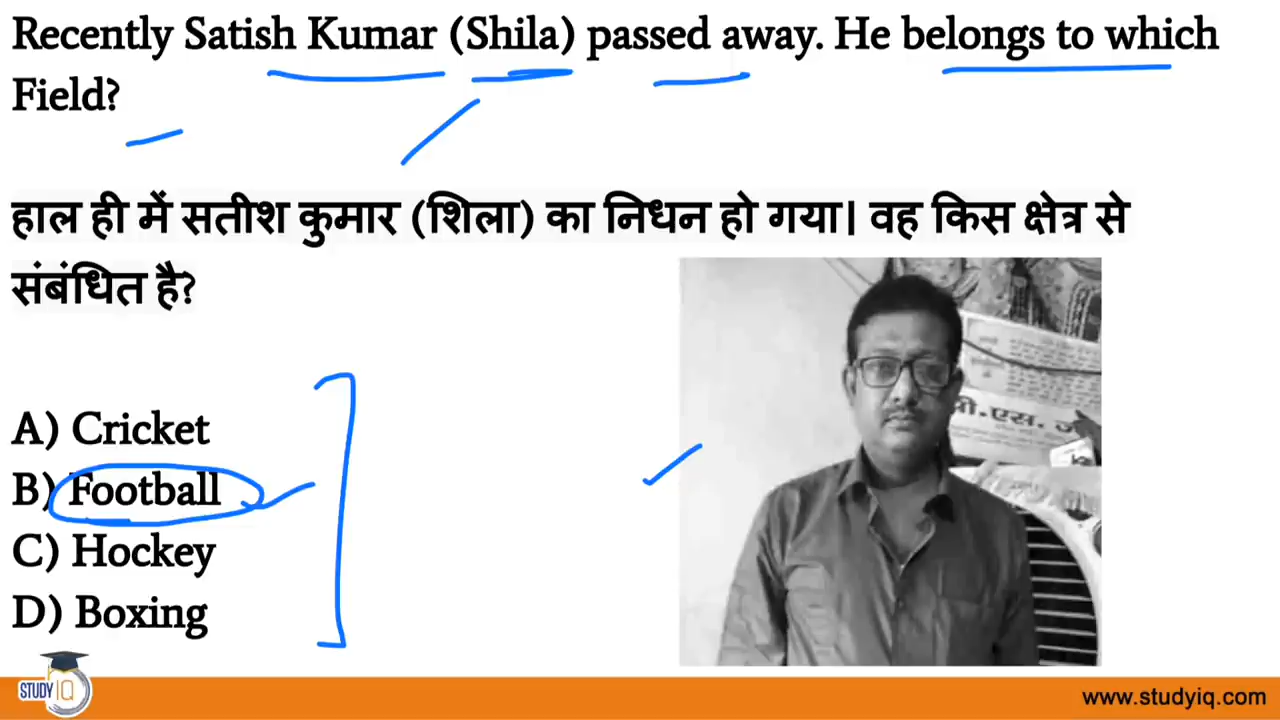 Recently Satish Kumar (Shila) passed away. He belongs to which
Field?
हाल ही में सतीश कुमार (शिला) का निधन हो गया। वह किस क्षेत्र से
संबंधित है?
A) Cricket
B) Football
C) Hockey
D) Boxing
STUDY IQ
www.studyiq.com